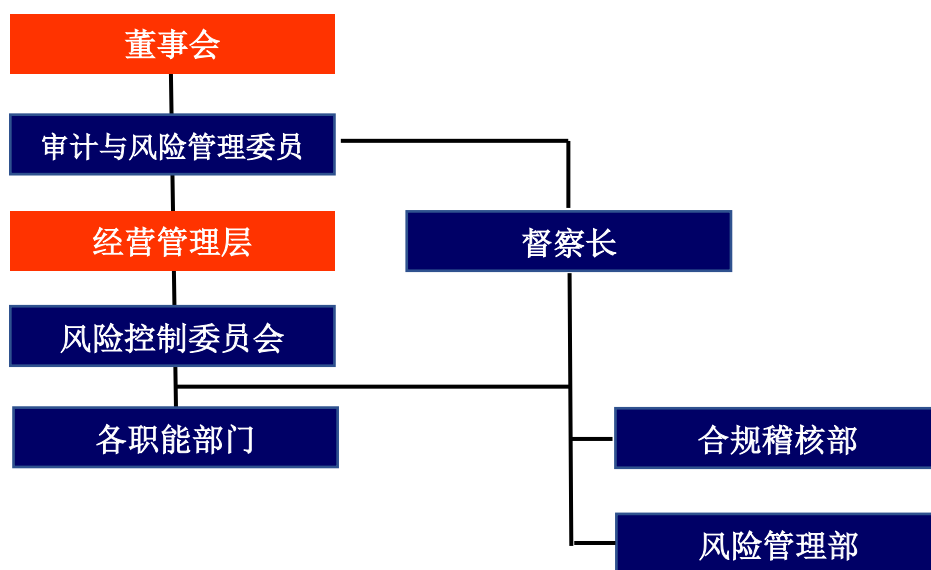 董事会
审计与风险管理委员
经营管理层
督察长
风险控制委员会
各职能部门
合规稽核部
风险管理部